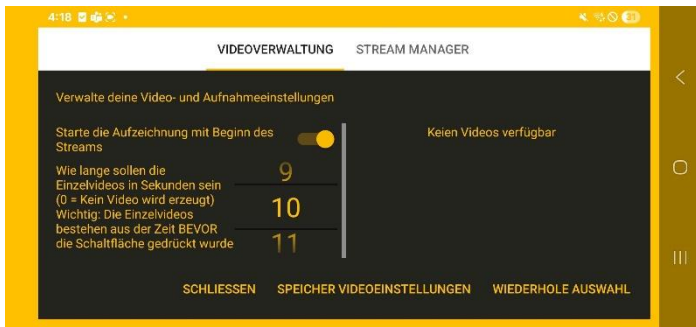 4:18
VIDEOVERWALTUNG STREAM MANAGER
Verwalte deine Video- und Aufnahmeeinstellungen
Starte die Aufzeichnung mit Beginn des
Streams
Keien Videos verfügbar
Wie lange sollen die
Einzelvideos in Sekunden sein
(0 = Kein Video wird erzeugt)
Wichtig: Die Einzelvideos
bestehen aus der Zeit BEVOR
die Schaltfläche gedrückt wurde
9
10
11
SCHLIESSEN SPEICHER VIDEOEINSTELLUNGEN WIEDERHOLE AUSWAHL